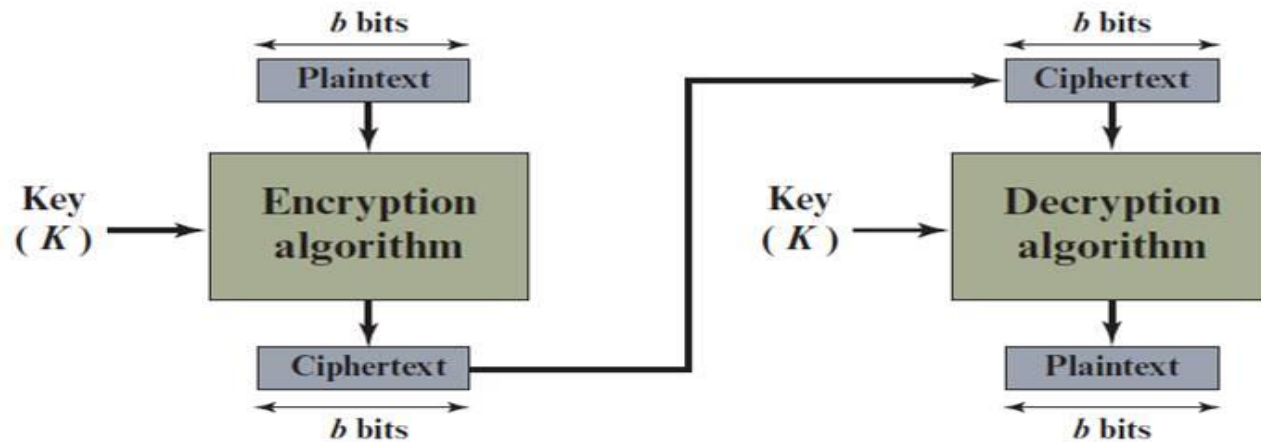 b bits
Plaintext
Key
( K )
Encryption
algorithm
Ciphertext
b bits
b bits
Ciphertext
Key
( K )
Decryption
algorithm
Plaintext
b bits